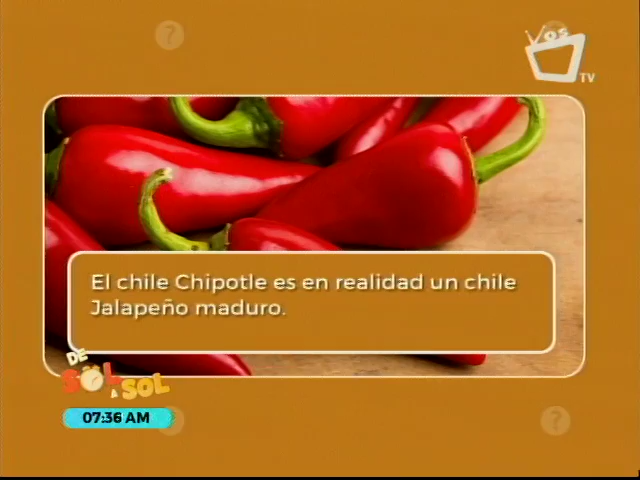 Vos
TV
El chile Chipotle es en realidad un chile
Jalapeño maduro.
DE
SOL
A SOL
07:36 AM
?
?
?